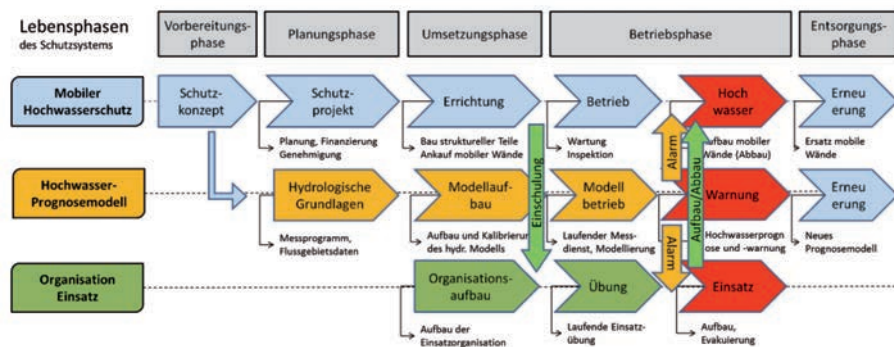 Lebensphasen
des Schutzsystems
Vorbereitungs-
phase
Planungsphase
Umsetzungsphase
Betriebsphase
Entsorgungs-
phase
Mobiler
Hochwasserschutz
Schutz-
konzept
Schutz-
projekt
Errichtung
Betrieb
Hoch
wasser
Erneu
erung
Planung, Finanzierung
Genehmigung
Bau struktureller Teile
Ankauf mobiler Wände
Wartung
Inspektion
Aufbau mobiler
Wände (Abbau)
Ersatz mobile
Wände
Einschulung
Alarm
Aufbau/Abbau
Hochwasser-
Prognosemodell
Hydrologische
Grundlagen
Modellauf-
bau
Modell
betrieb
Warnung
Erneu
erung
Messprogramm,
Flussgebietsdaten
Aufbau und Kalibrierung
des hydr. Modells
Laufender Mess-
dienst, Modellierung
Hochwasserprogn
ose und -warnung
Neues
Prognosemodell
Alarm
Organisation
Einsatz
Organisations-
aufbau
Übung
Einsatz
Aufbau der
Einsatzorganisation
Laufende Einsatz-
übung
Aufbau,
Evakuierung